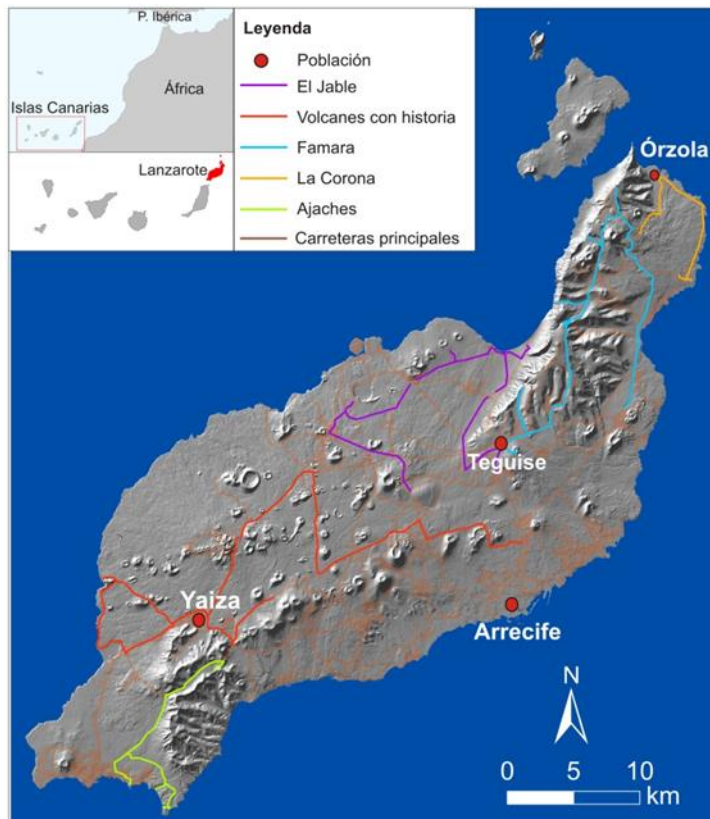 P. Ibérica
África
Islas Canarias
Lanzarote
Leyenda
Población
El Jable
Volcanes con historia
Famara
La Corona
Ajaches
Carreteras principales
Órzola
Teguise
Yaiza
Arrecife
N
0 5 10
km